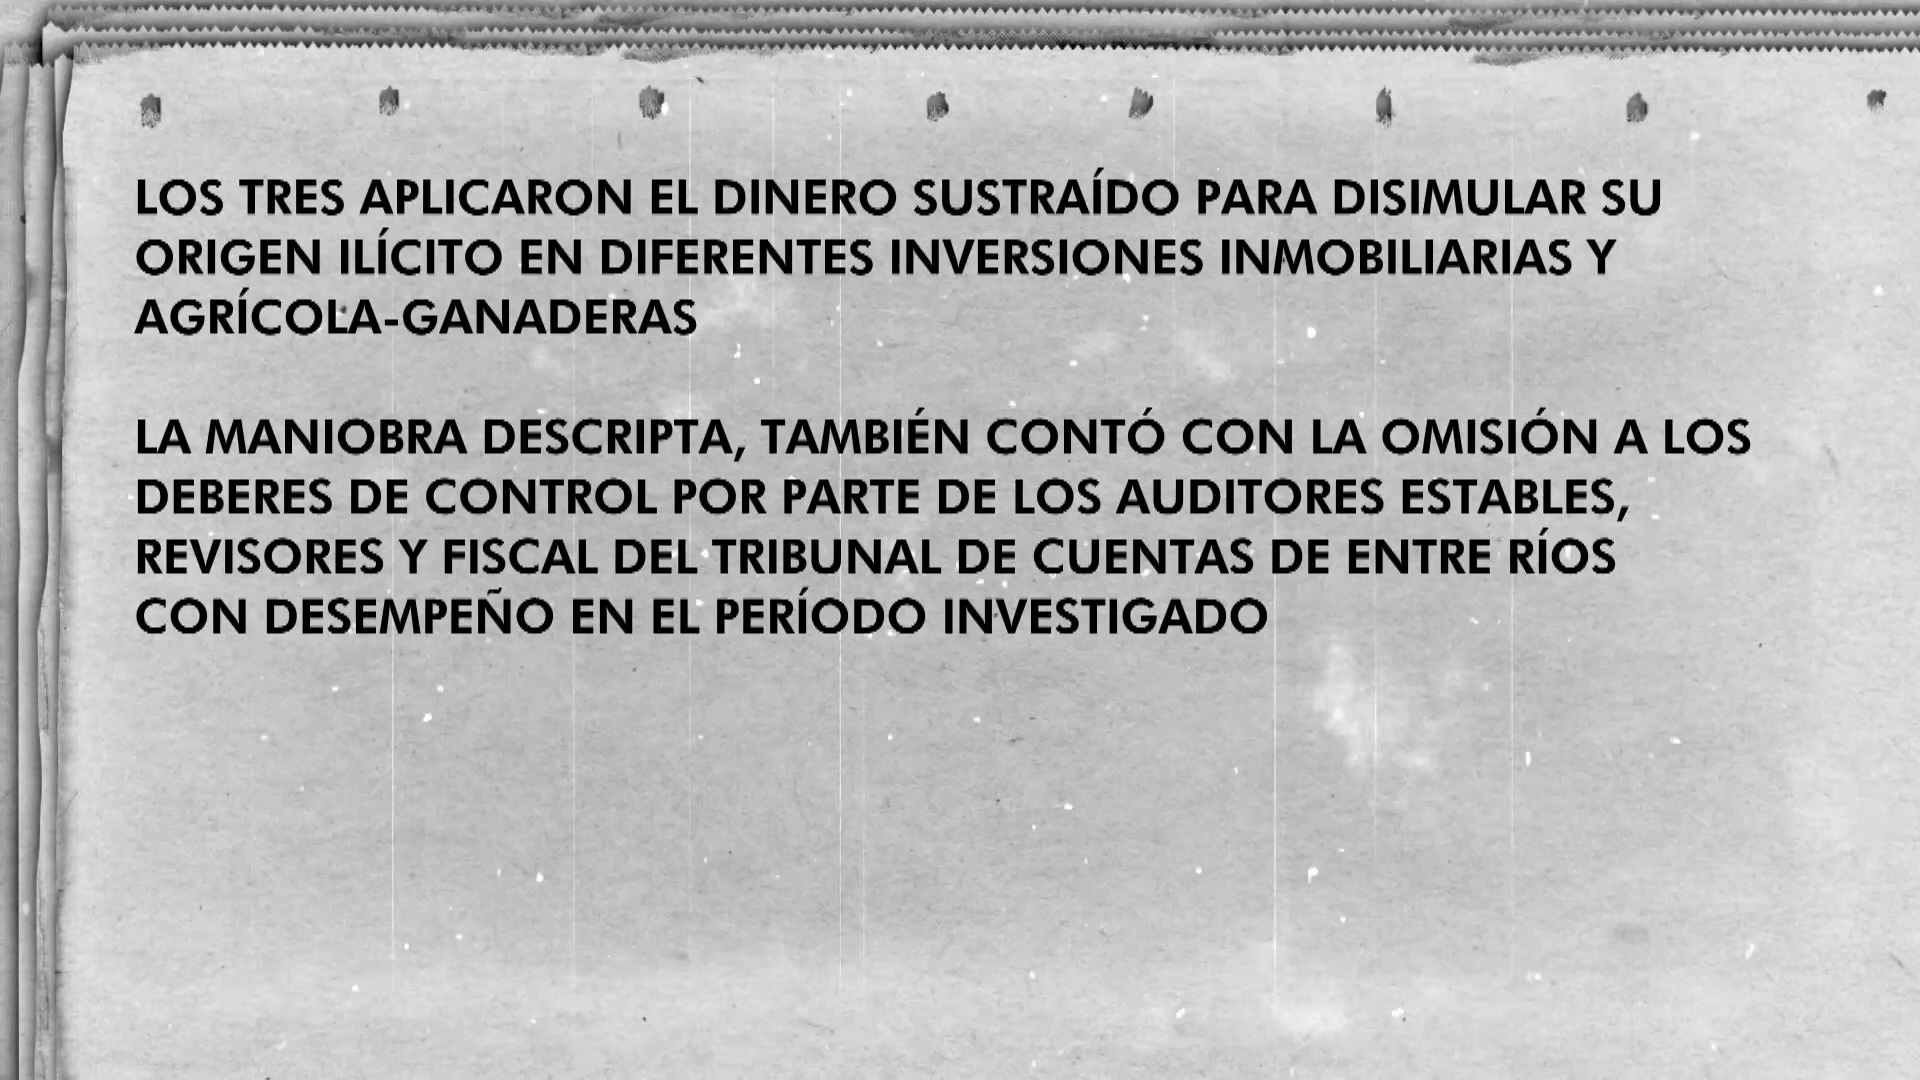 LOS TRES APLICARON EL DINERO SUSTRAÍDO PARA DISIMULAR SU
ORIGEN ILÍCITO EN DIFERENTES INVERSIONES INMOBILIARIAS Y
AGRÍCOLA-GANADERAS
LA MANIOBRA DESCRIPTA, TAMBIÉN CONTÓ CON LA OMISIÓN A LOS
DEBERES DE CONTROL POR PARTE DE LOS AUDITORES ESTABLES,
REVISORES Y FISCAL DEL TRIBUNAL DE CUENTAS DE ENTRE RÍOS
CON DESEMPEÑO EN EL PERÍODO INVESTIGADO